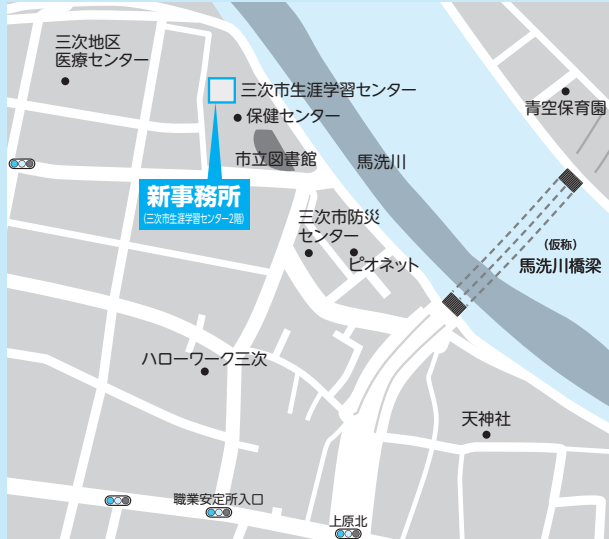 三次地区
医療センター
三次市生涯学習センター
保健センター
青空保育園
市立図書館
馬洗川
新事務所
(三次市生涯学習センター2階)
三次市防災
センター
ピオネット
(仮称)
馬洗川橋梁
ハローワーク三次
天神社
職業安定所入口
上原北